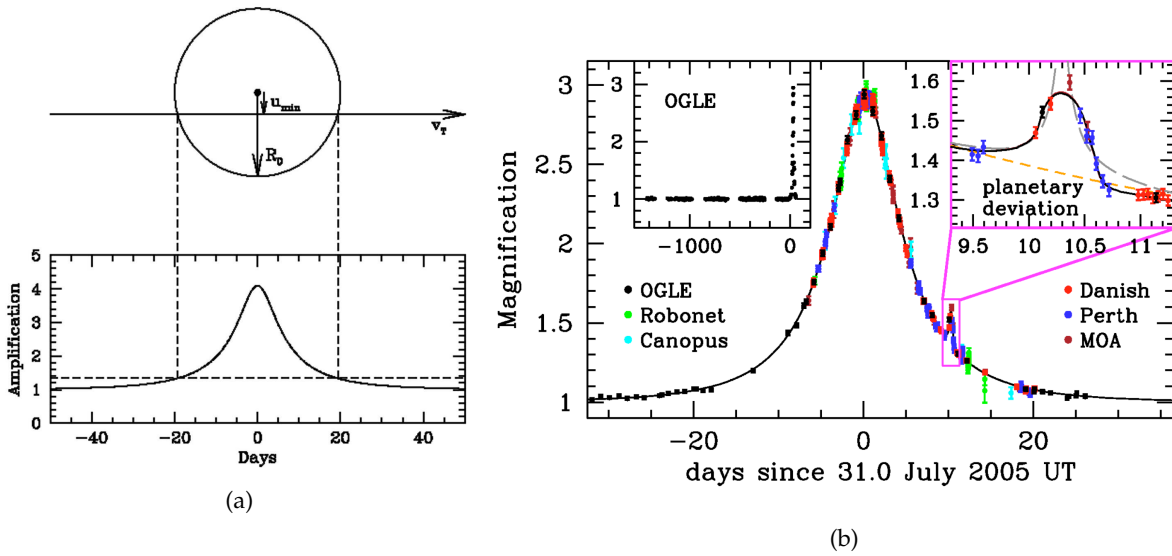 u_min
v_T
R_0
Amplification
5
4
3
2
1
0
−40
−20
0
20
40
Days
(a)
Magnification
3
2.5
2
1.5
1
OGLE
3
2
1
−1000
0
1.6
1.5
1.4
1.3
planetary
deviation
9.5
10
10.5
11
OGLE
Robonet
Canopus
Danish
Perth
MOA
−20
0
20
days since 31.0 July 2005 UT
(b)